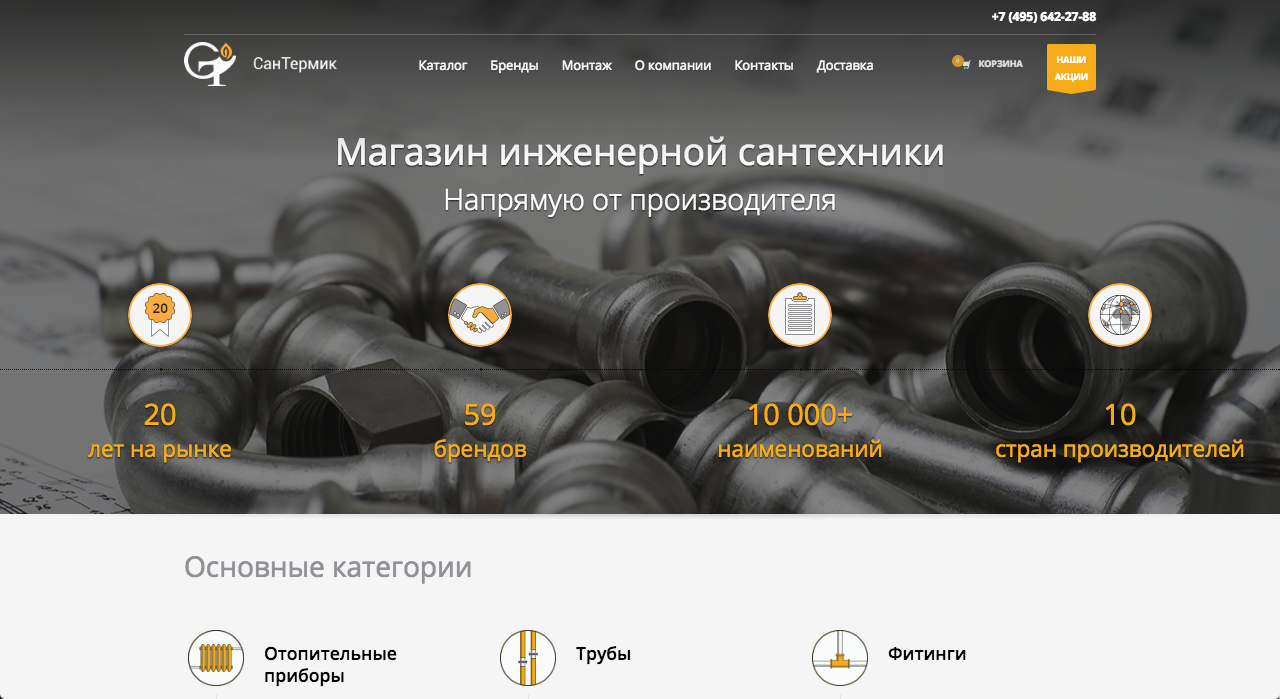 +7 (495) 642-27-88
СанТермик
Каталог Бренды Монтаж О компании Контакты Доставка
0 КОРЗИНА
НАШИ
АКЦИИ
Магазин инженерной сантехники
Напрямую от производителя
20
20
лет на рынке
59
брендов
10 000+
наименований
10
стран производителей
Основные категории
Отопительные
приборы
Трубы
Фитинги